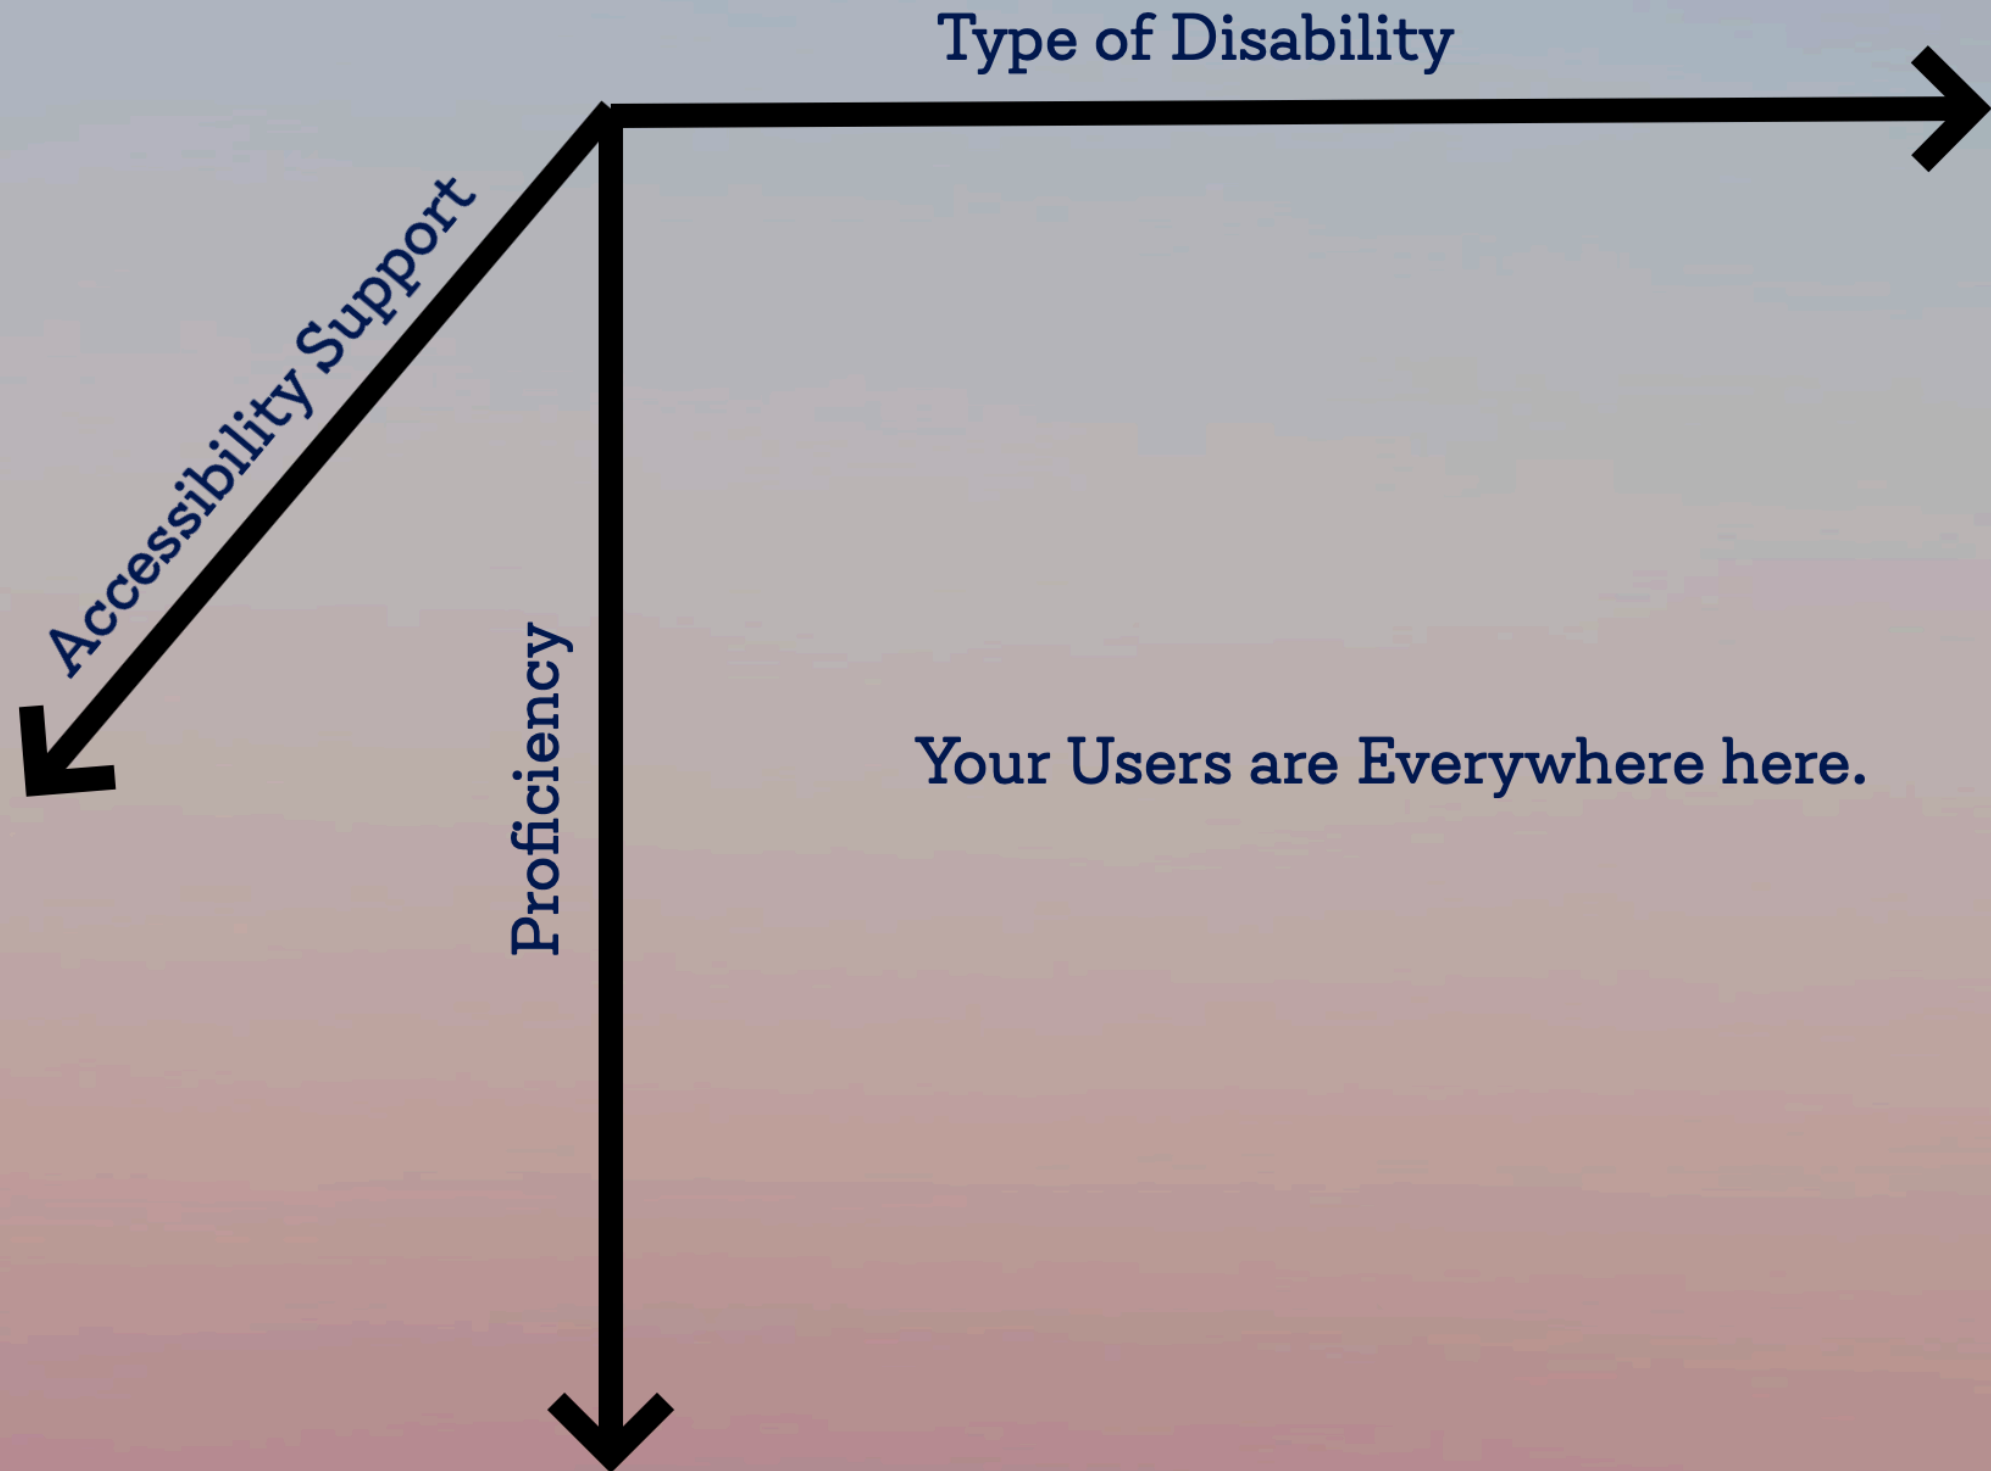 Type of Disability
Accessibility Support
Proficiency
Your Users are Everywhere here.